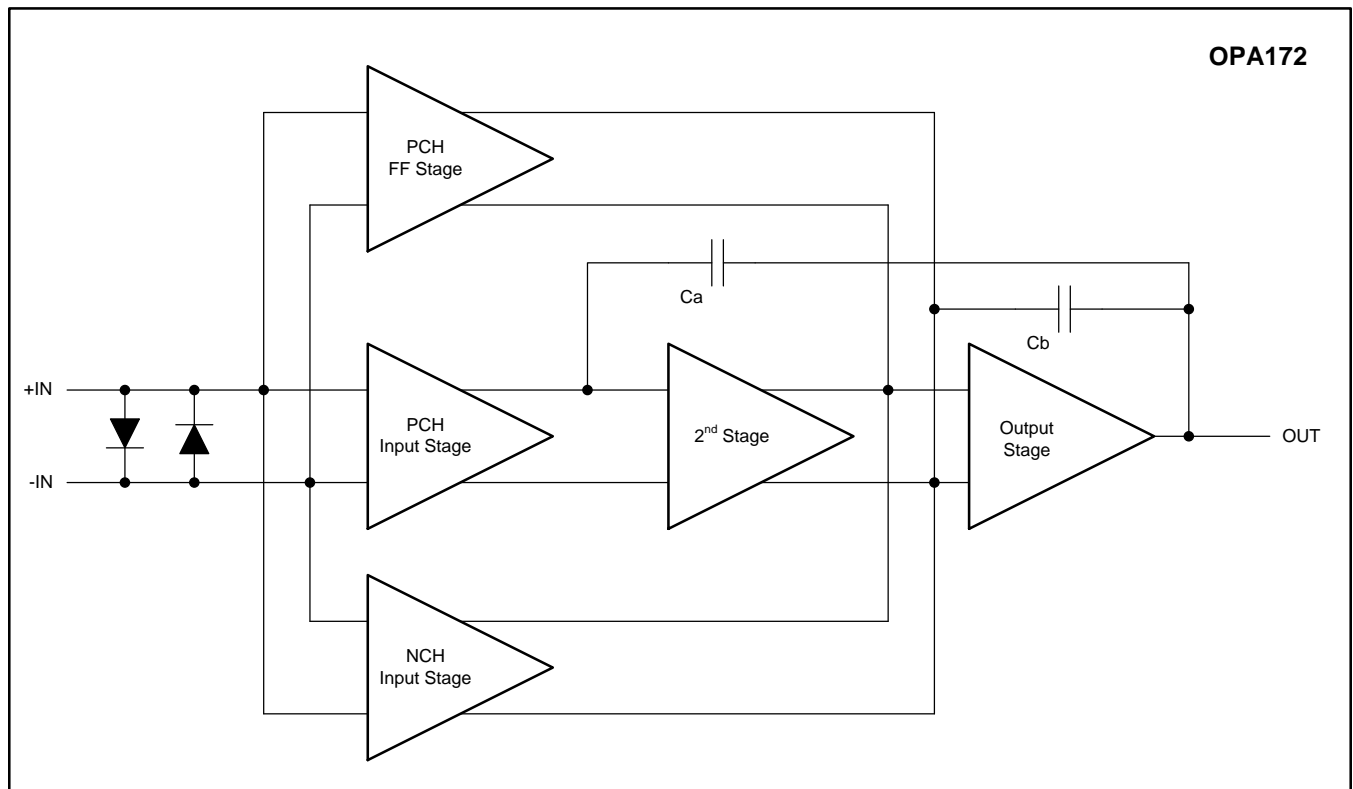 OPA172
PCH
FF Stage
Ca
Cb
+IN
-IN
PCH
Input Stage
2nd Stage
Output
Stage
OUT
NCH
Input Stage